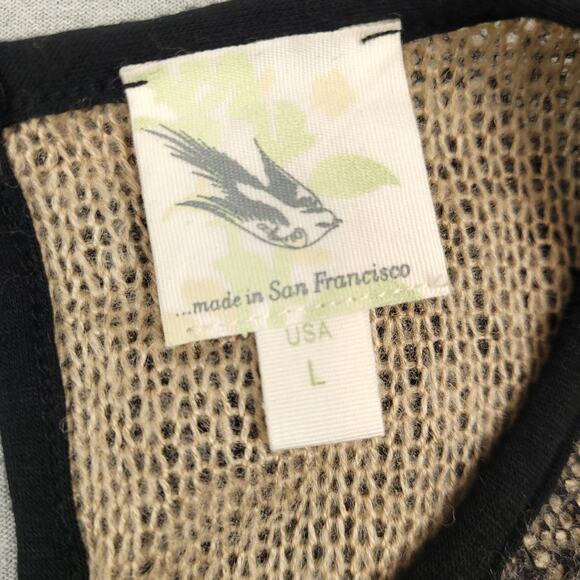 ...made in San Francisco
USA
L